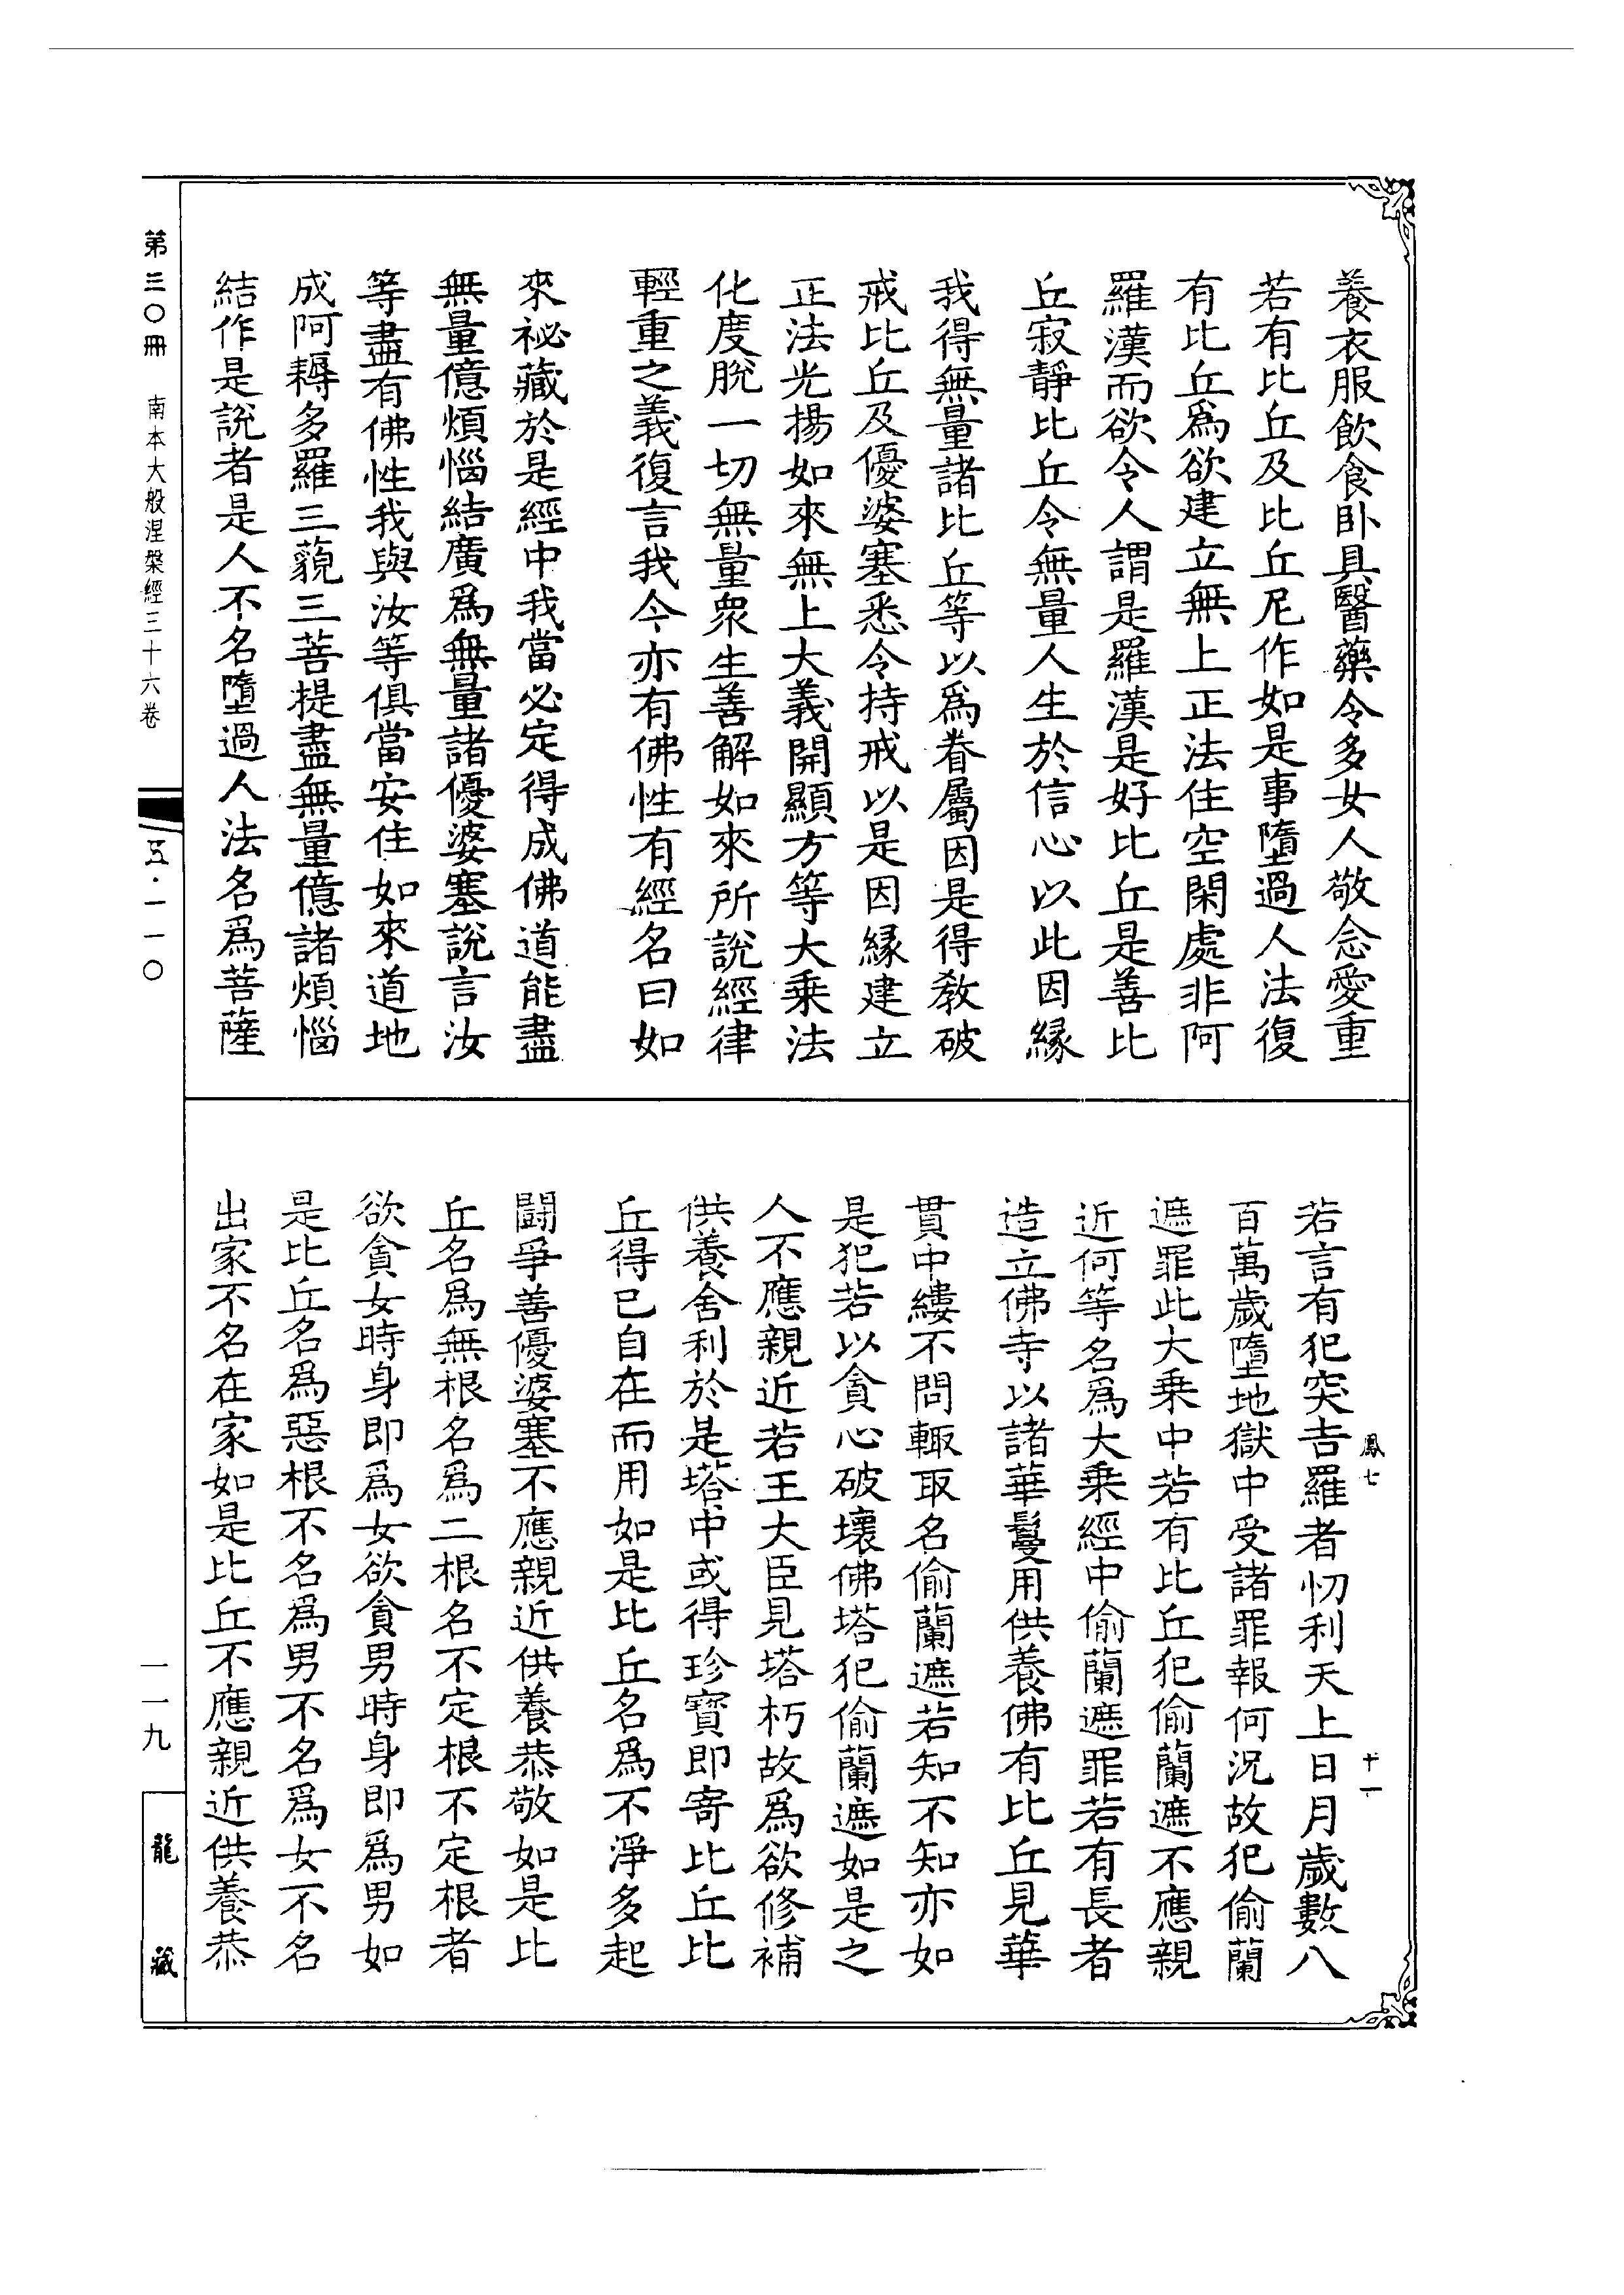 養衣服飲食卧具醫藥令多女人敬念愛重
若有比丘及比丘尼作如是事墮過人法復
有比丘爲欲建立無上正法住空閑處非阿
羅漢而欲令人謂是羅漢是好比丘是善比
丘寂靜比丘令無量人生於信心以此因緣
我得無量諸比丘等以爲眷屬因是得教破
戒比丘及優婆塞悉令持戒以是因緣建立
正法光揚如來無上大義開顯方等大乗法
化度脫一切無量衆生善解如來所說經律
輕重之義復言我今亦有佛性有經名曰如
來祕藏於是經中我當必定得成佛道能盡
無量億煩惱結廣爲無量諸優婆塞說言汝
等盡有佛性我與汝等俱當安住如來道地
成阿耨多羅三藐三菩提盡無量億諸煩惱
結作是說者是人不名墮過人法名爲菩薩
若言有犯突吉羅者忉利天上日月歲數八
百萬歲墮地獄中受諸罪報何況故犯偷蘭
遮罪此大乗中若有比丘犯偷蘭遮不應親
近何等名爲大乗經中偷蘭遮罪若有長者
造立佛寺以諸華鬘用供養佛有比丘見華
貫中縷不問輙取名偷蘭遮若知不知亦如
是犯若以貪心破壞佛塔犯偷蘭遮如是之
人不應親近若王大臣見塔朽故爲欲修補
供養舍利於是塔中或得珍寶即寄比丘比
丘得已自在而用如是比丘名爲不淨多起
鬪爭善優婆塞不應親近供養恭敬如是比
丘名爲無根名爲二根名不定根不定根者
欲貪女時身即爲女欲貪男時身即爲男如
是比丘名爲惡根不名爲男不名爲女不名
出家不名在家如是比丘不應親近供養恭
鳳七
十一
第三〇冊 南本大般涅槃經三十六卷
五·一一〇
一一九
龍藏